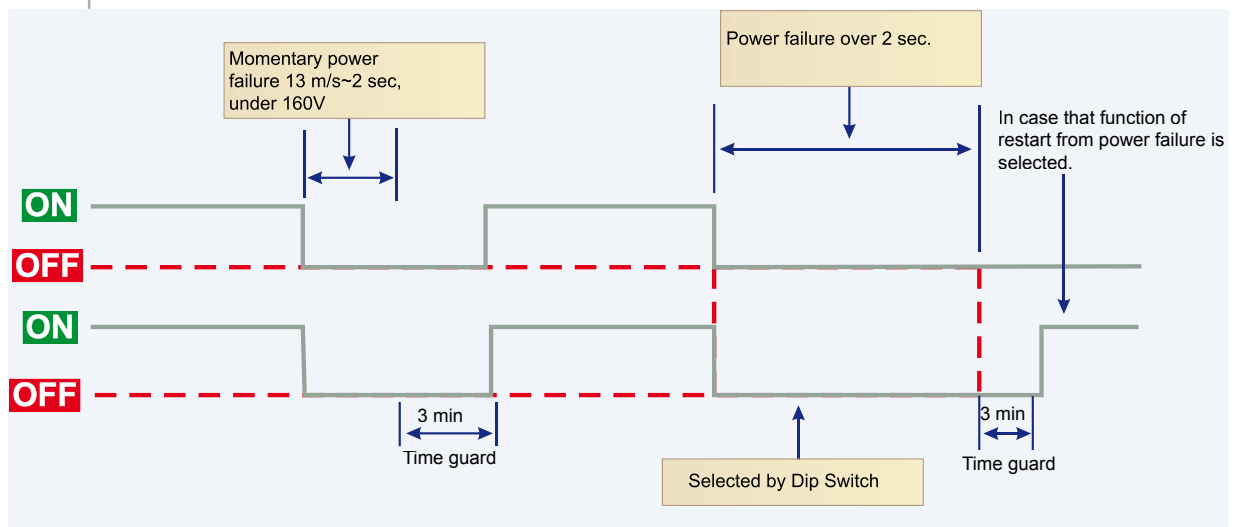 Momentary power
failure 13 m/s~2 sec,
under 160V
Power failure over 2 sec.
In case that function of
restart from power failure is
selected.
ON
OFF
ON
OFF
3 min
Time guard
3 min
Time guard
Selected by Dip Switch